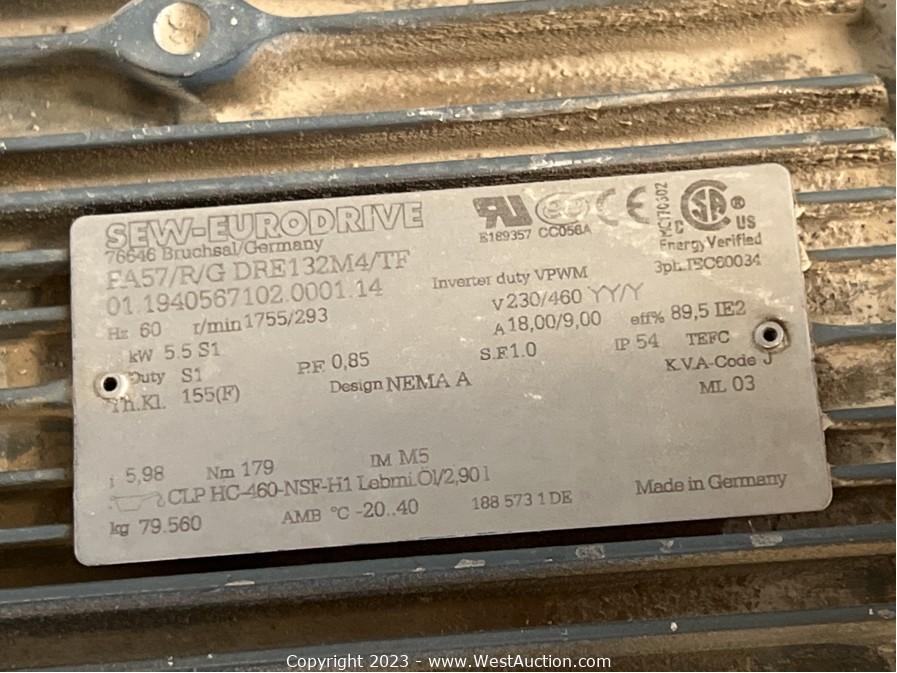 SEW-EURODRIVE
76646 Bruchsal/Germany
FA57/R/G DRE132M4/TF
01.1940567102.0001.14
E189357 CC056A
MC170602
C US
Energy Verified
Inverter duty VPWM
3ph.IEC60034
Hz 60 r/min 1755/293 V 230/460 YY/Y
A 18,00/9,00 eff% 89,5 IE2
kW 5.5 S1 P.F. 0,85 S.F.1.0 IP 54 TEFC
Duty S1 Design NEMA A K.V.A-Code J
Th.Kl. 155(F) ML 03
i 5,98 Nm 179 IM M5
CLP HC-460-NSF-H1 Lebmi.Öl/2,90 l
kg 79.560 AMB °C -20..40 188 573 1 DE Made in Germany
Copyright 2023 - www.WestAuction.com